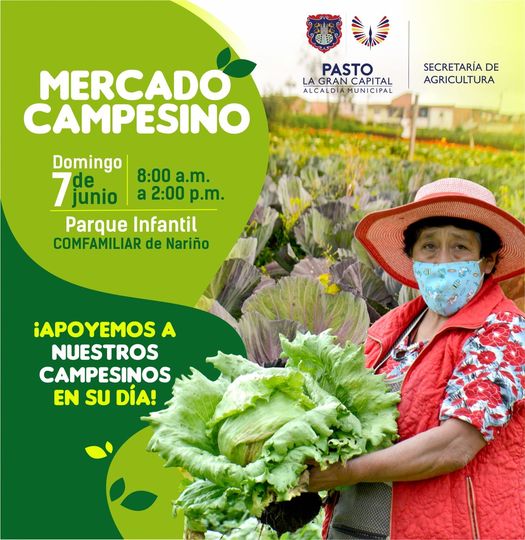 PASTO
LA GRAN CAPITAL
ALCALDÍA MUNICIPAL
SECRETARÍA DE
AGRICULTURA
MERCADO
CAMPESINO
Domingo
7 de
junio
8:00 a.m.
a 2:00 p.m.
Parque Infantil
COMFAMILIAR de Nariño
¡APOYEMOS A
NUESTROS
CAMPESINOS
EN SU DÍA!